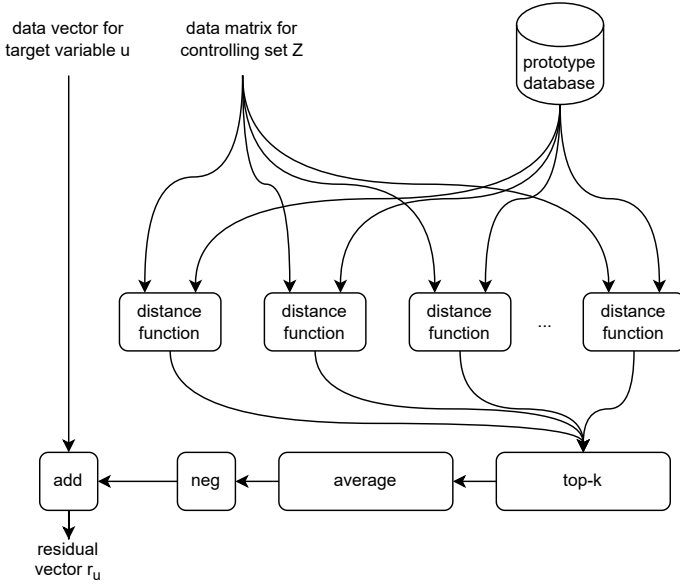 data vector for
target variable u
data matrix for
controlling set Z
prototype
database
distance
function
distance
function
distance
function
...
distance
function
add
neg
average
top-k
residual
vector r_u